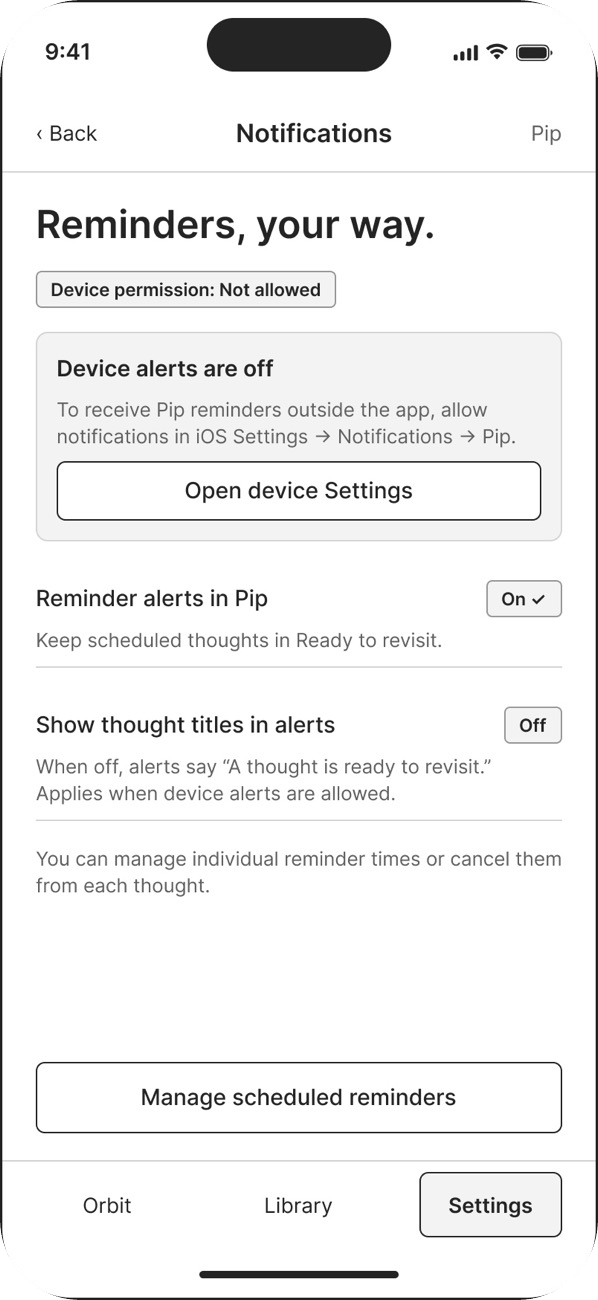 9:41
‹ Back
Notifications
Pip
Reminders, your way.
Device permission: Not allowed
Device alerts are off
To receive Pip reminders outside the app, allow
notifications in iOS Settings → Notifications → Pip.
Open device Settings
Reminder alerts in Pip
On ✓
Keep scheduled thoughts in Ready to revisit.
Show thought titles in alerts
Off
When off, alerts say “A thought is ready to revisit.”
Applies when device alerts are allowed.
You can manage individual reminder times or cancel them
from each thought.
Manage scheduled reminders
Orbit
Library
Settings